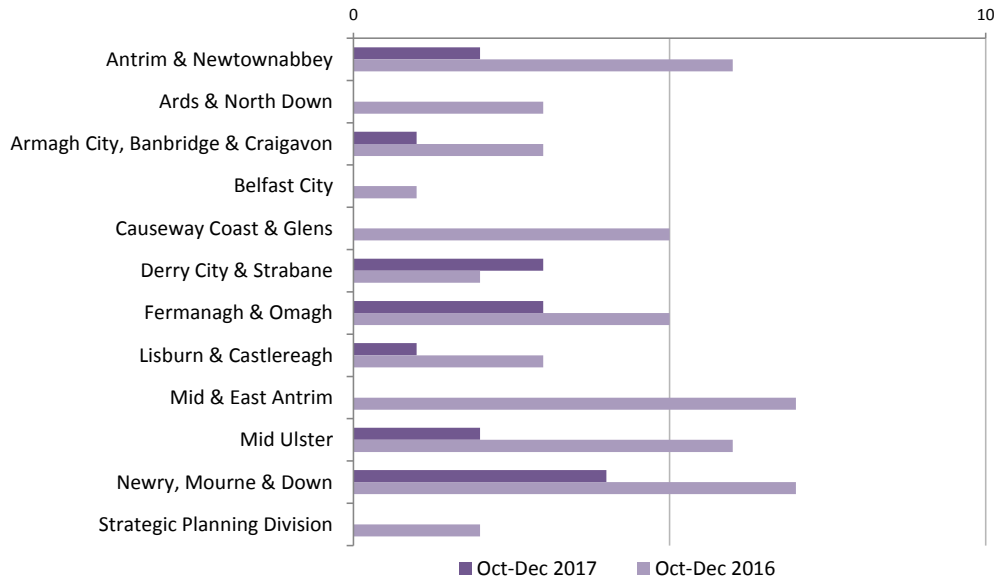 0 10
Antrim & Newtownabbey
Ards & North Down
Armagh City, Banbridge & Craigavon
Belfast City
Causeway Coast & Glens
Derry City & Strabane
Fermanagh & Omagh
Lisburn & Castlereagh
Mid & East Antrim
Mid Ulster
Newry, Mourne & Down
Strategic Planning Division
Oct-Dec 2017 Oct-Dec 2016